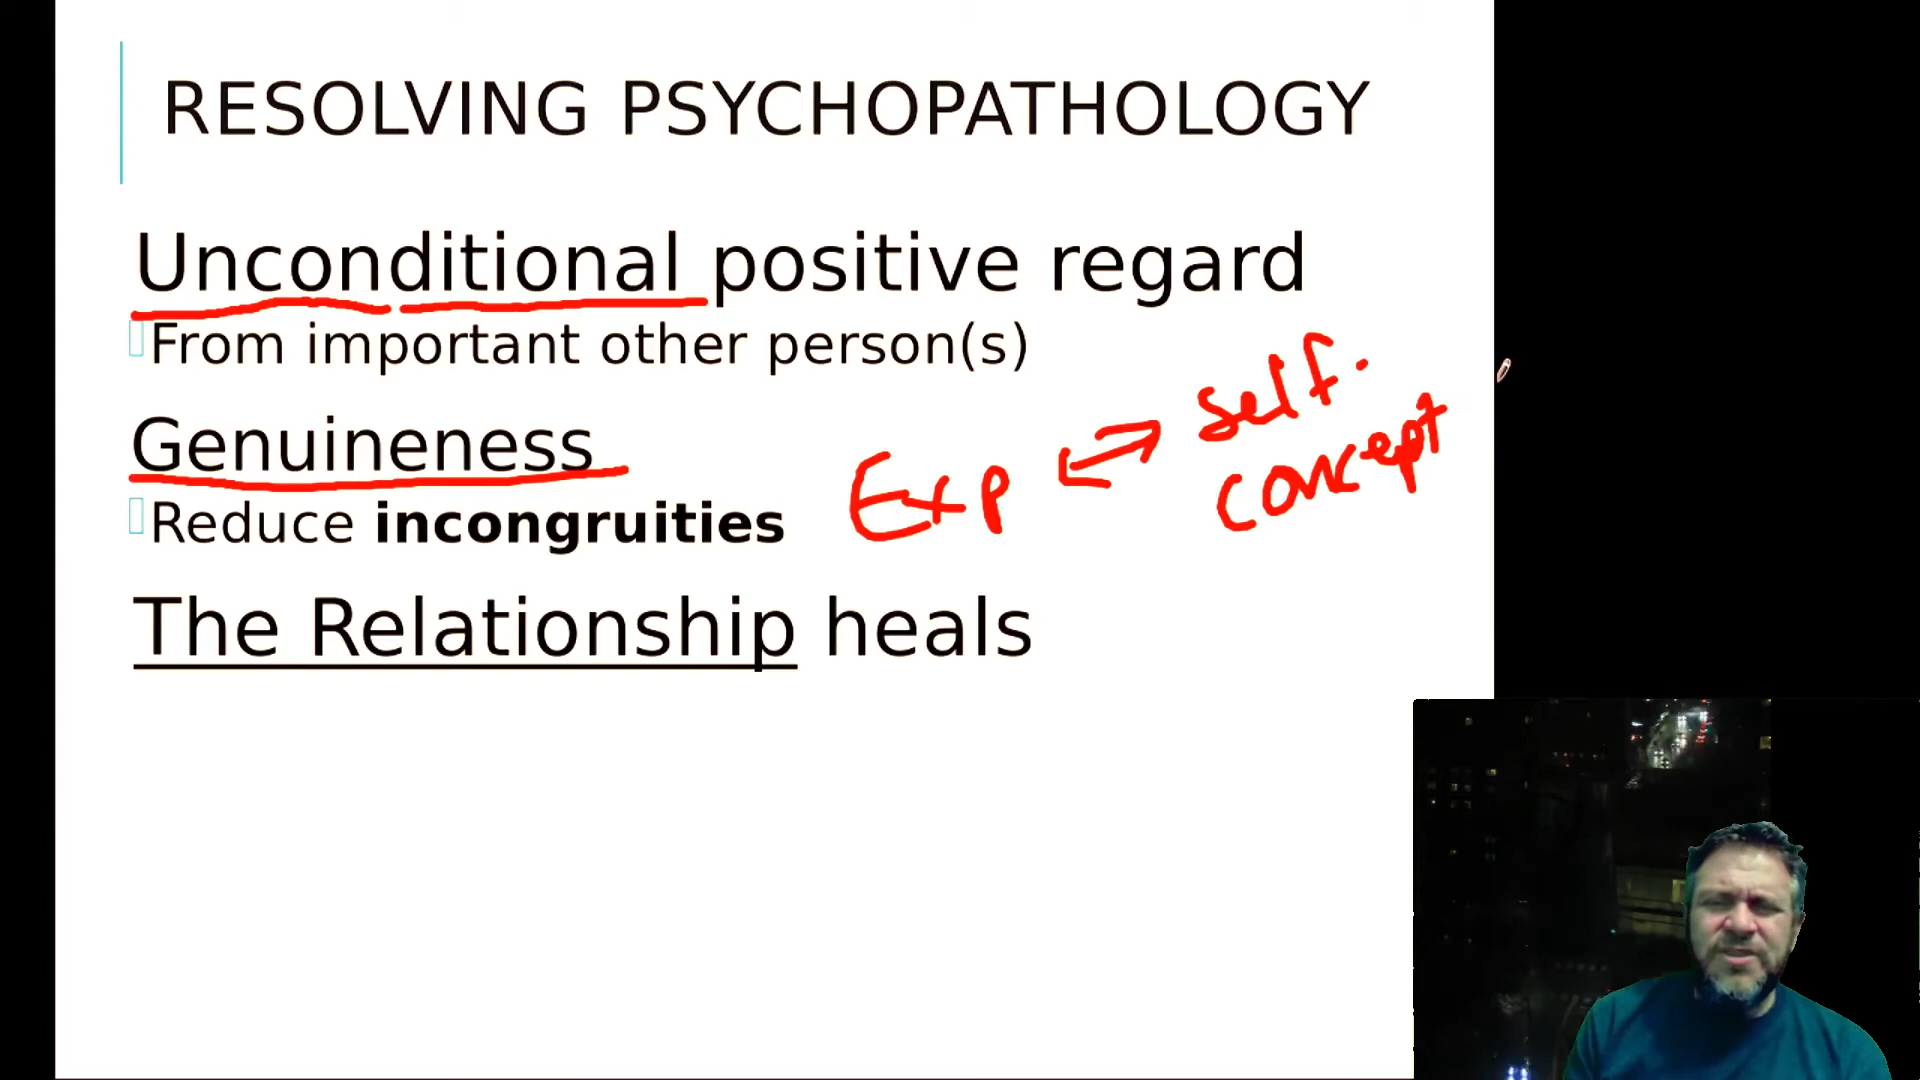 RESOLVING PSYCHOPATHOLOGY
Unconditional positive regard
From important other person(s)
Genuineness
Reduce incongruities
Exp ↔ self.
concept
The Relationship heals